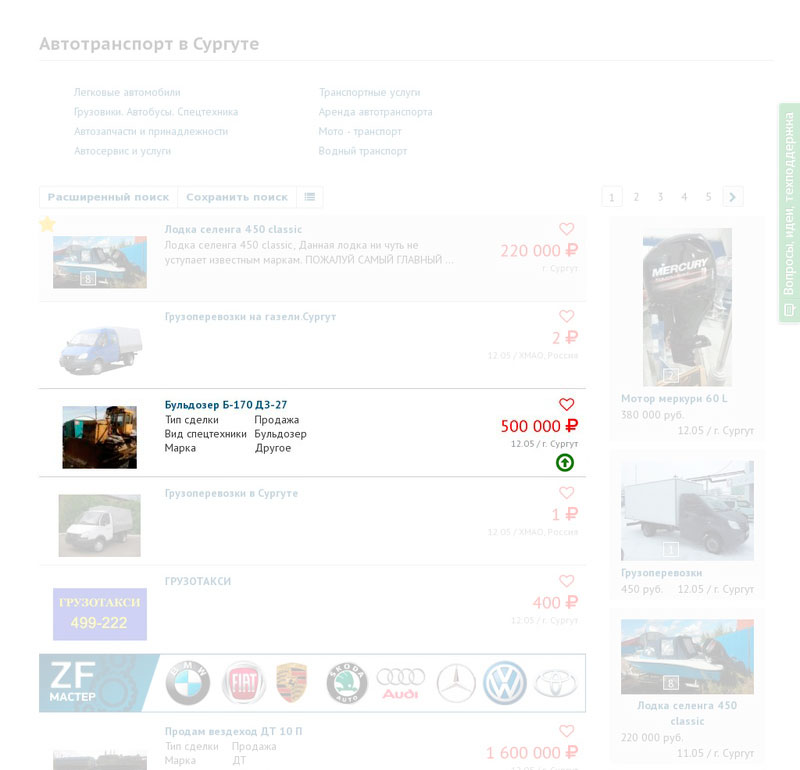 Автотранспорт в Сургуте
Легковые автомобили
Грузовики. Автобусы. Спецтехника
Автозапчасти и принадлежности
Автосервис и услуги
Транспортные услуги
Аренда автотранспорта
Мото - транспорт
Водный транспорт
Расширенный поиск Сохранить поиск
1 2 3 4 5
Лодка селенга 450 classic
Лодка селенга 450 classic, Данная лодка ни чуть не
уступает известным маркам. ПОЖАЛУЙ САМЫЙ ГЛАВНЫЙ ...
8
220 000 ₽
г. Сургут
Грузоперевозки на газели.Сургут
2 ₽
12.05 / ХМАО, Россия
Бульдозер Б-170 ДЗ-27
Тип сделки Продажа
Вид спецтехники Бульдозер
Марка Другое
500 000 ₽
12.05 / г. Сургут
Грузоперевозки в Сургуте
1 ₽
12.05 / ХМАО, Россия
ГРУЗОТАКСИ
ГРУЗОТАКСИ
499-222
400 ₽
12.05 / г. Сургут
ZF
МАСТЕР
BMW
FIAT
PORSCHE
SKODA
AUTO
Audi
Продам вездеход ДТ 10 П
Тип сделки Продажа
Марка ДТ
1 600 000 ₽
MERCURY
2
Мотор меркури 60 L
380 000 руб.
12.05 / г. Сургут
1
Грузоперевозки
450 руб. 12.05 / г. Сургут
8
Лодка селенга 450
classic
220 000 руб.
11.05 / г. Сургут
Вопросы, идеи, техподдержка